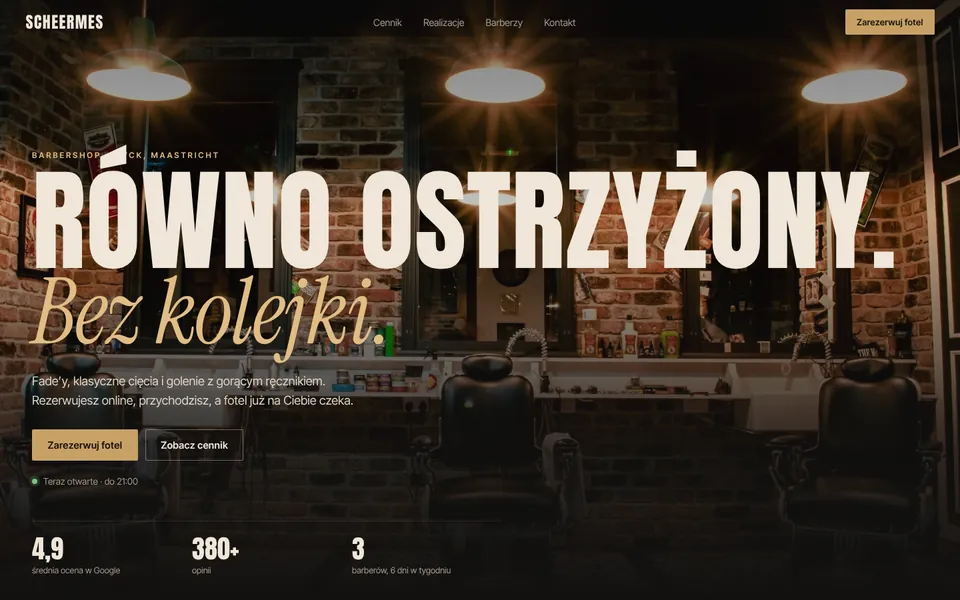 SCHEERMES
Cennik
Realizacje
Barberzy
Kontakt
Zarezerwuj fotel
BARBERSHOP CK, MAASTRICHT
RÓWNO OSTRZYŻONY.
Bez kolejki.
Fade'y, klasyczne cięcia i golenie z gorącym ręcznikiem.
Rezerwujesz online, przychodzisz, a fotel już na Ciebie czeka.
Zarezerwuj fotel
Zobacz cennik
Teraz otwarte · do 21:00
4,9
średnia ocena w Google
380+
opinii
3
barberów, 6 dni w tygodniu